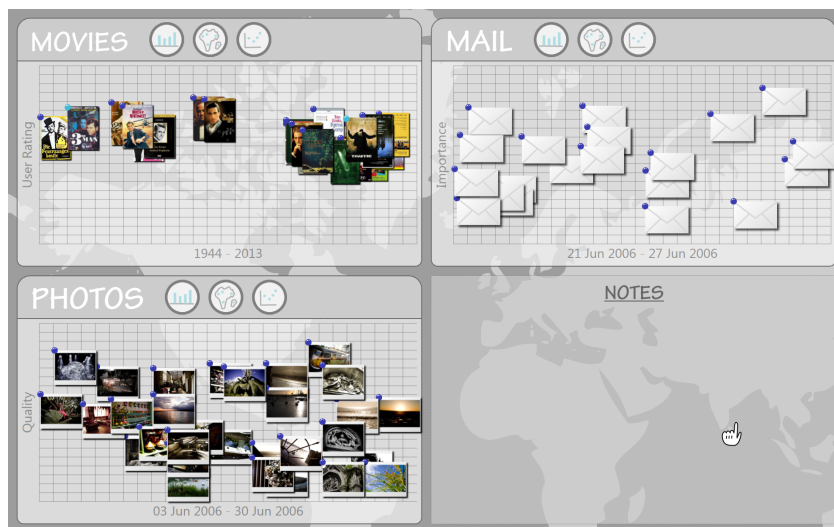 MOVIES
User Rating
1944 - 2013
MAIL
Importance
21 Jun 2006 - 27 Jun 2006
PHOTOS
Quality
03 Jun 2006 - 30 Jun 2006
NOTES